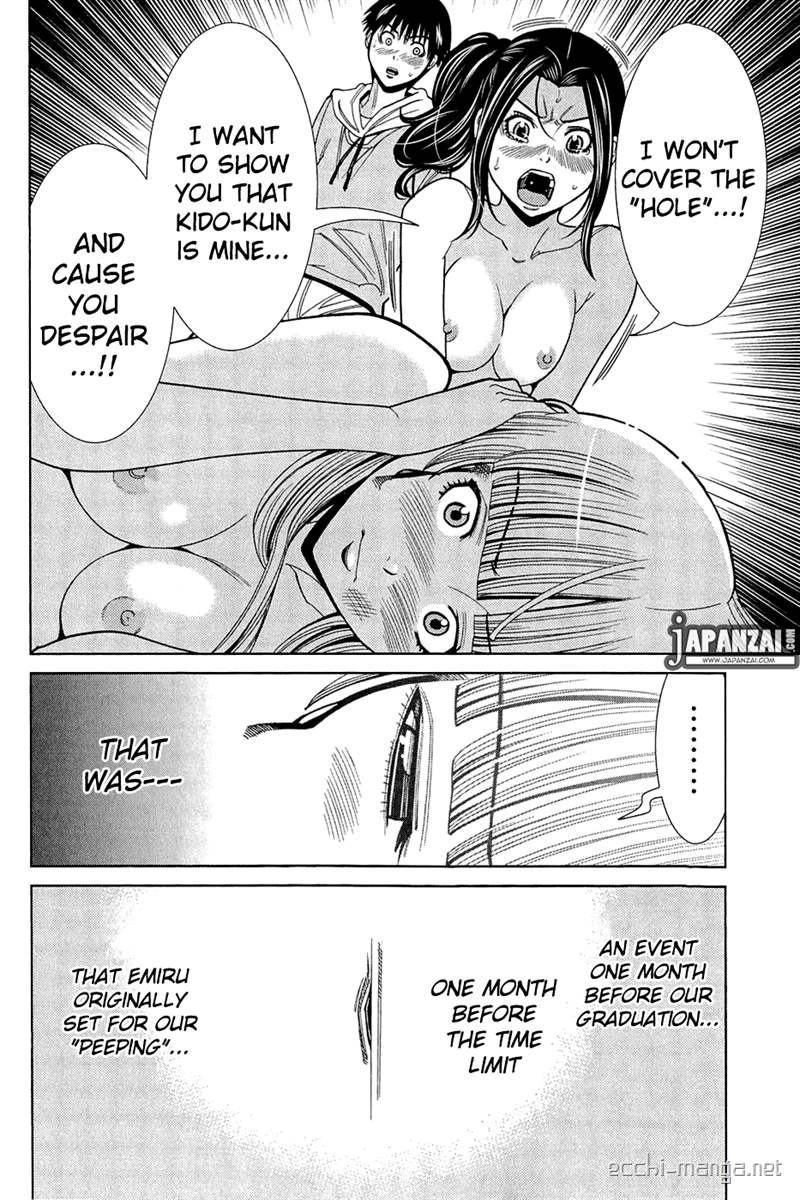 I WON'T
COVER THE
"HOLE"...!
I WANT
TO SHOW
YOU THAT
KIDO-KUN
IS MINE...
AND
CAUSE
YOU
DESPAIR
...!!
JAPANZAI.COM
WWW.JAPANZAI.COM
........
THAT
WAS---
AN EVENT
ONE MONTH
BEFORE OUR
GRADUATION...
ONE MONTH
BEFORE
THE TIME
LIMIT
THAT EMIRU
ORIGINALLY
SET FOR OUR
"PEEPING"...
ecchi-manga.net